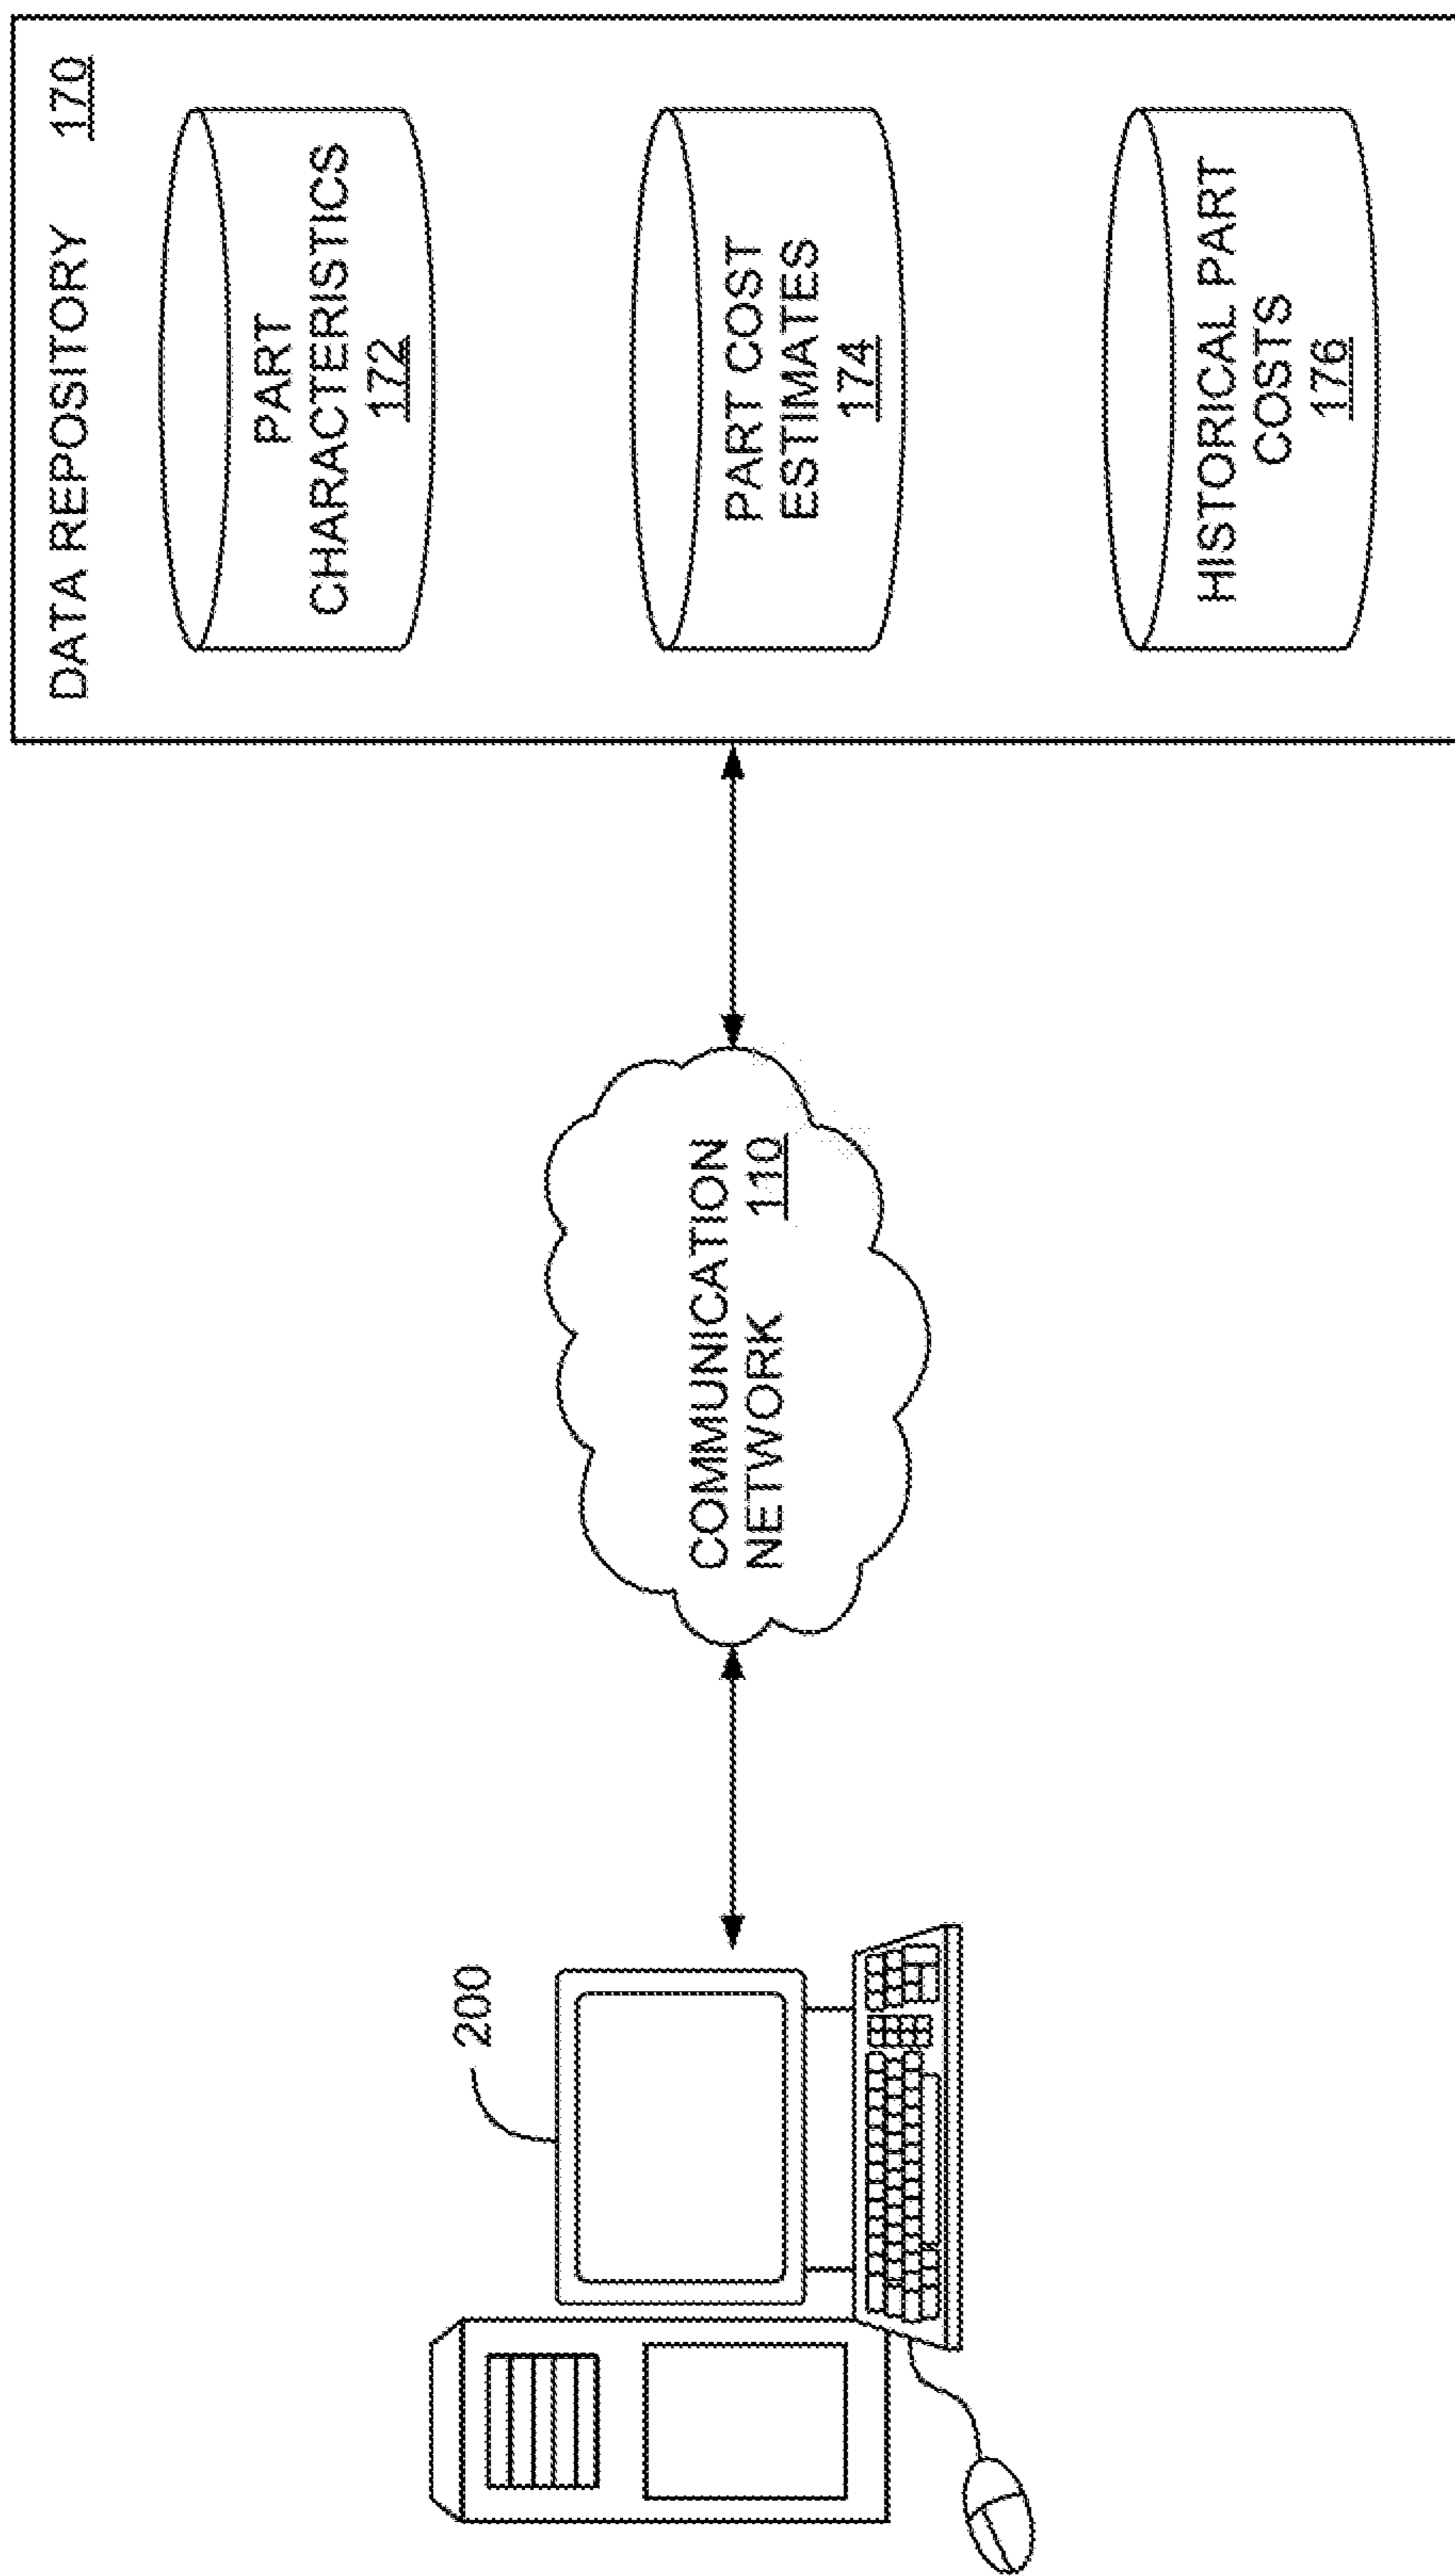 200
COMMUNICATION
NETWORK 110
DATA REPOSITORY 170
PART
CHARACTERISTICS
172
PART COST
ESTIMATES
174
HISTORICAL PART
COSTS
176